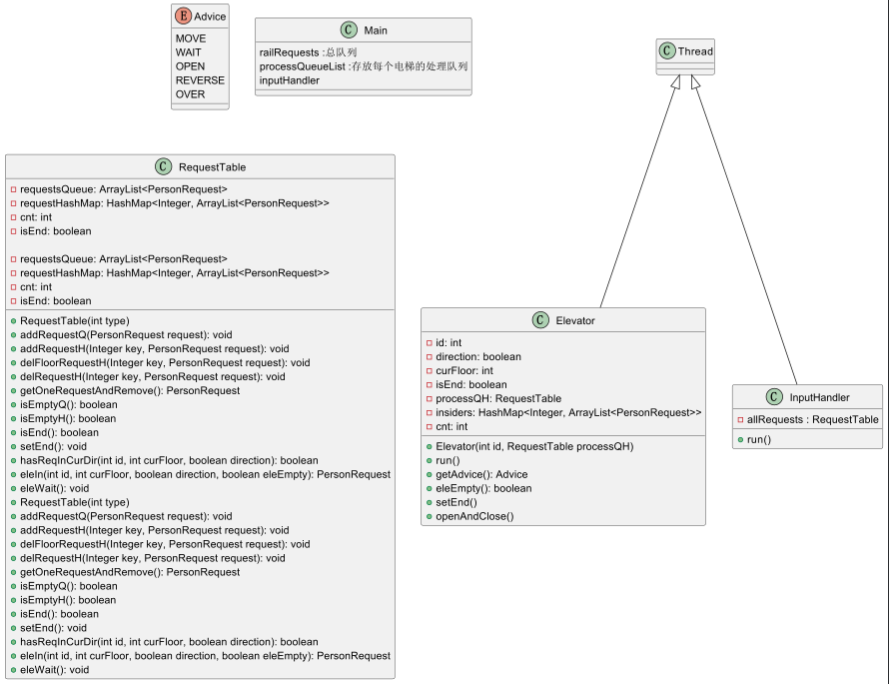 E Advice
MOVE
WAIT
OPEN
REVERSE
OVER
C Main
railRequests :总队列
processQueueList :存放每个电梯的处理队列
inputHandler
C Thread
C RequestTable
requestsQueue: ArrayList<PersonRequest>
requestHashMap: HashMap<Integer, ArrayList<PersonRequest>>
cnt: int
isEnd: boolean
requestsQueue: ArrayList<PersonRequest>
requestHashMap: HashMap<Integer, ArrayList<PersonRequest>>
cnt: int
isEnd: boolean
RequestTable(int type)
addRequestQ(PersonRequest request): void
addRequestH(Integer key, PersonRequest request): void
delFloorRequestH(Integer key, PersonRequest request): void
delRequestH(Integer key, PersonRequest request): void
getOneRequestAndRemove(): PersonRequest
isEmptyQ(): boolean
isEmptyH(): boolean
isEnd(): boolean
setEnd(): void
hasReqInCurDir(int id, int curFloor, boolean direction): boolean
eleIn(int id, int curFloor, boolean direction, boolean eleEmpty): PersonRequest
eleWait(): void
RequestTable(int type)
addRequestQ(PersonRequest request): void
addRequestH(Integer key, PersonRequest request): void
delFloorRequestH(Integer key, PersonRequest request): void
delRequestH(Integer key, PersonRequest request): void
getOneRequestAndRemove(): PersonRequest
isEmptyQ(): boolean
isEmptyH(): boolean
isEnd(): boolean
setEnd(): void
hasReqInCurDir(int id, int curFloor, boolean direction): boolean
eleIn(int id, int curFloor, boolean direction, boolean eleEmpty): PersonRequest
eleWait(): void
C Elevator
id: int
direction: boolean
curFloor: int
isEnd: boolean
processQH: RequestTable
insiders: HashMap<Integer, ArrayList<PersonRequest>>
cnt: int
Elevator(int id, RequestTable processQH)
run()
getAdvice(): Advice
eleEmpty(): boolean
setEnd()
openAndClose()
C InputHandler
allRequests : RequestTable
run()